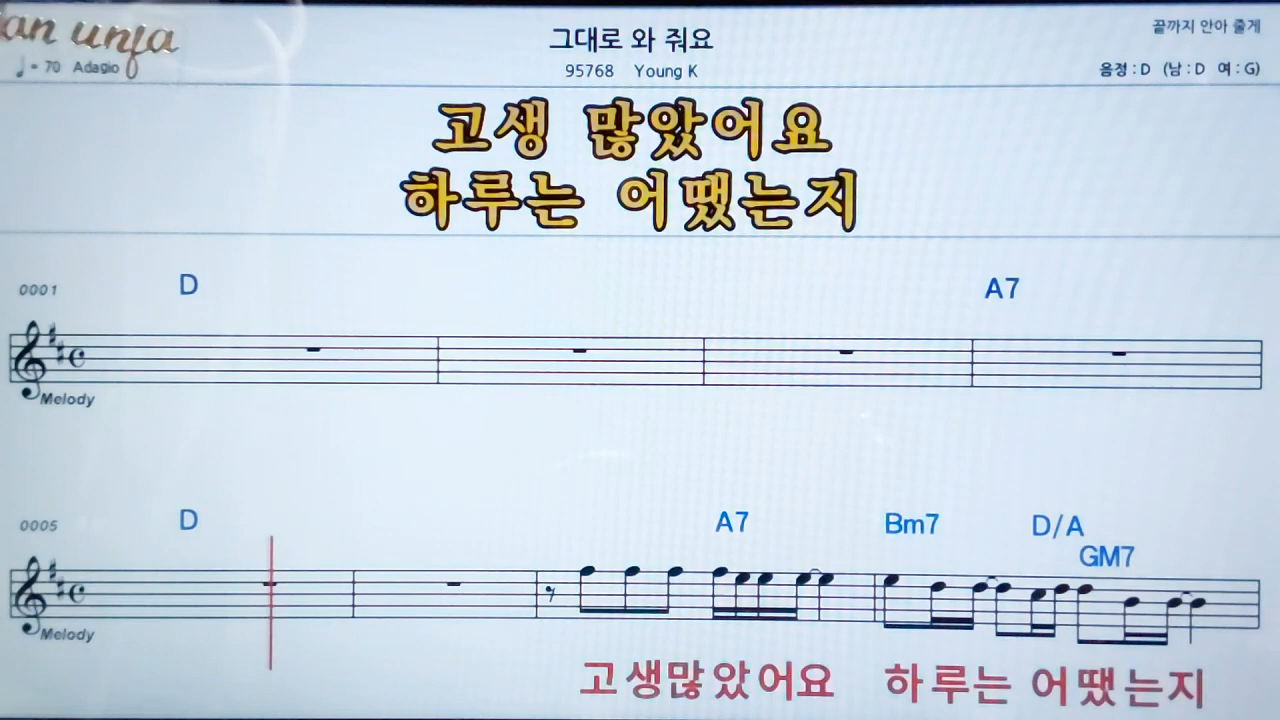 그대로 와 줘요
끝까지 안아 줄게
♩= 70 Adagio
95768 Young K
음정 : D (남 : D 여 : G)
고생 많았어요
하루는 어땠는지
0001 D A7
Melody
0005 D A7 Bm7 D/A GM7
Melody
고생많았어요 하루는 어땠는지